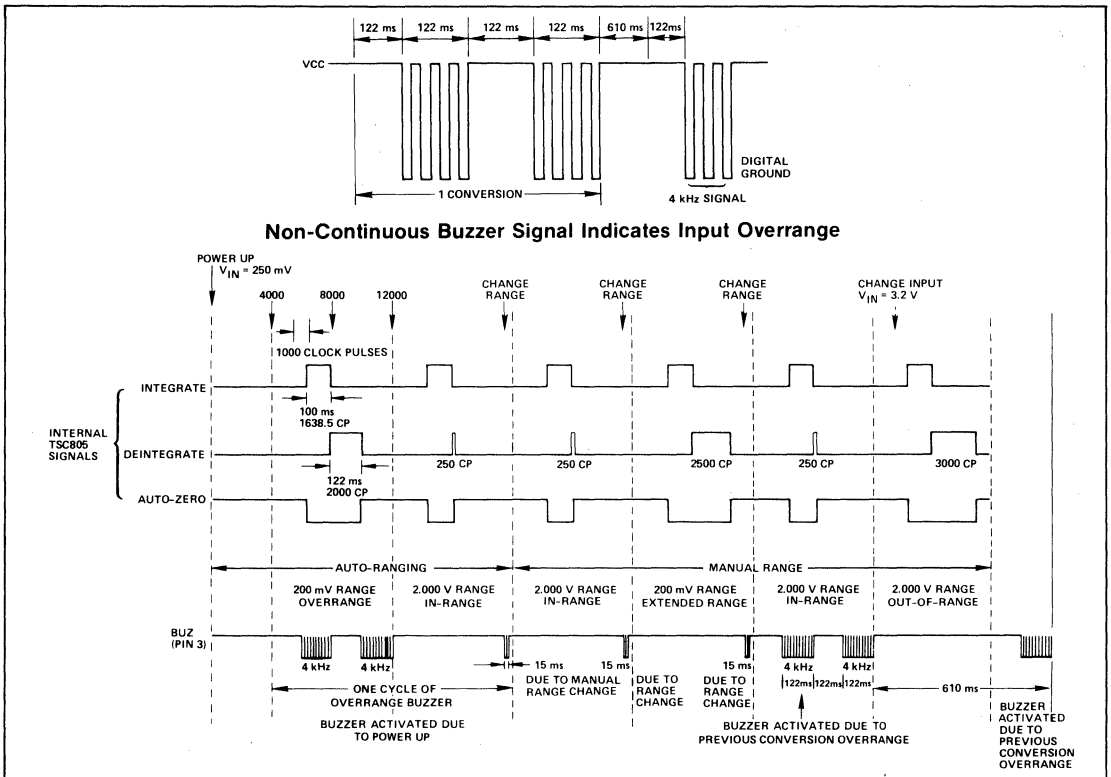 122 ms 122 ms 122 ms 122 ms 610 ms 122ms
VCC
DIGITAL
GROUND
1 CONVERSION
4 kHz SIGNAL
Non-Continuous Buzzer Signal Indicates Input Overrange
POWER UP
VIN = 250 mV
4000 8000 12000
CHANGE
RANGE
CHANGE
RANGE
CHANGE
RANGE
CHANGE INPUT
VIN = 3.2 V
1000 CLOCK PULSES
INTEGRATE
100 ms
1638.5 CP
INTERNAL
TSC805
SIGNALS
DEINTEGRATE
122 ms
2000 CP
250 CP
250 CP
2500 CP
250 CP
3000 CP
AUTO-ZERO
AUTO-RANGING
MANUAL RANGE
200 mV RANGE
OVERRANGE
2.000 V RANGE
IN-RANGE
2.000 V RANGE
IN-RANGE
200 mV RANGE
EXTENDED RANGE
2.000 V RANGE
IN-RANGE
2.000 V RANGE
OUT-OF-RANGE
BUZ
(PIN 3)
4 kHz 4 kHz
15 ms
15 ms
15 ms
4 kHz 4 kHz
DUE TO MANUAL
RANGE CHANGE
DUE TO
RANGE
CHANGE
DUE TO
RANGE
CHANGE
122ms 122ms 122ms
610 ms
ONE CYCLE OF
OVERRANGE BUZZER
BUZZER ACTIVATED DUE
TO POWER UP
BUZZER ACTIVATED DUE TO
PREVIOUS CONVERSION OVERRANGE
BUZZER
ACTIVATED
DUE TO
PREVIOUS
CONVERSION
OVERRANGE